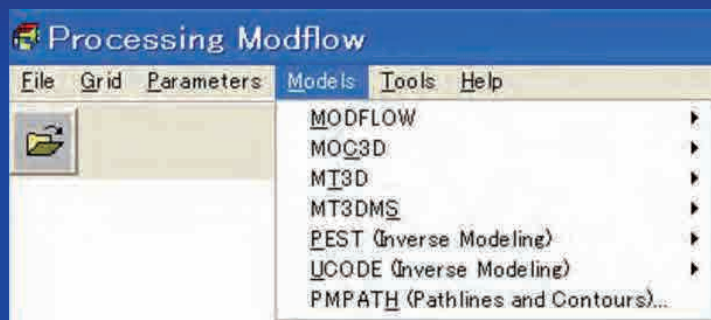 Processing Modflow
File Grid Parameters Models Tools Help
MODFLOW
MOC3D
MT3D
MT3DMS
PEST (Inverse Modeling)
UCODE (Inverse Modeling)
PMPATH (Pathlines and Contours)...